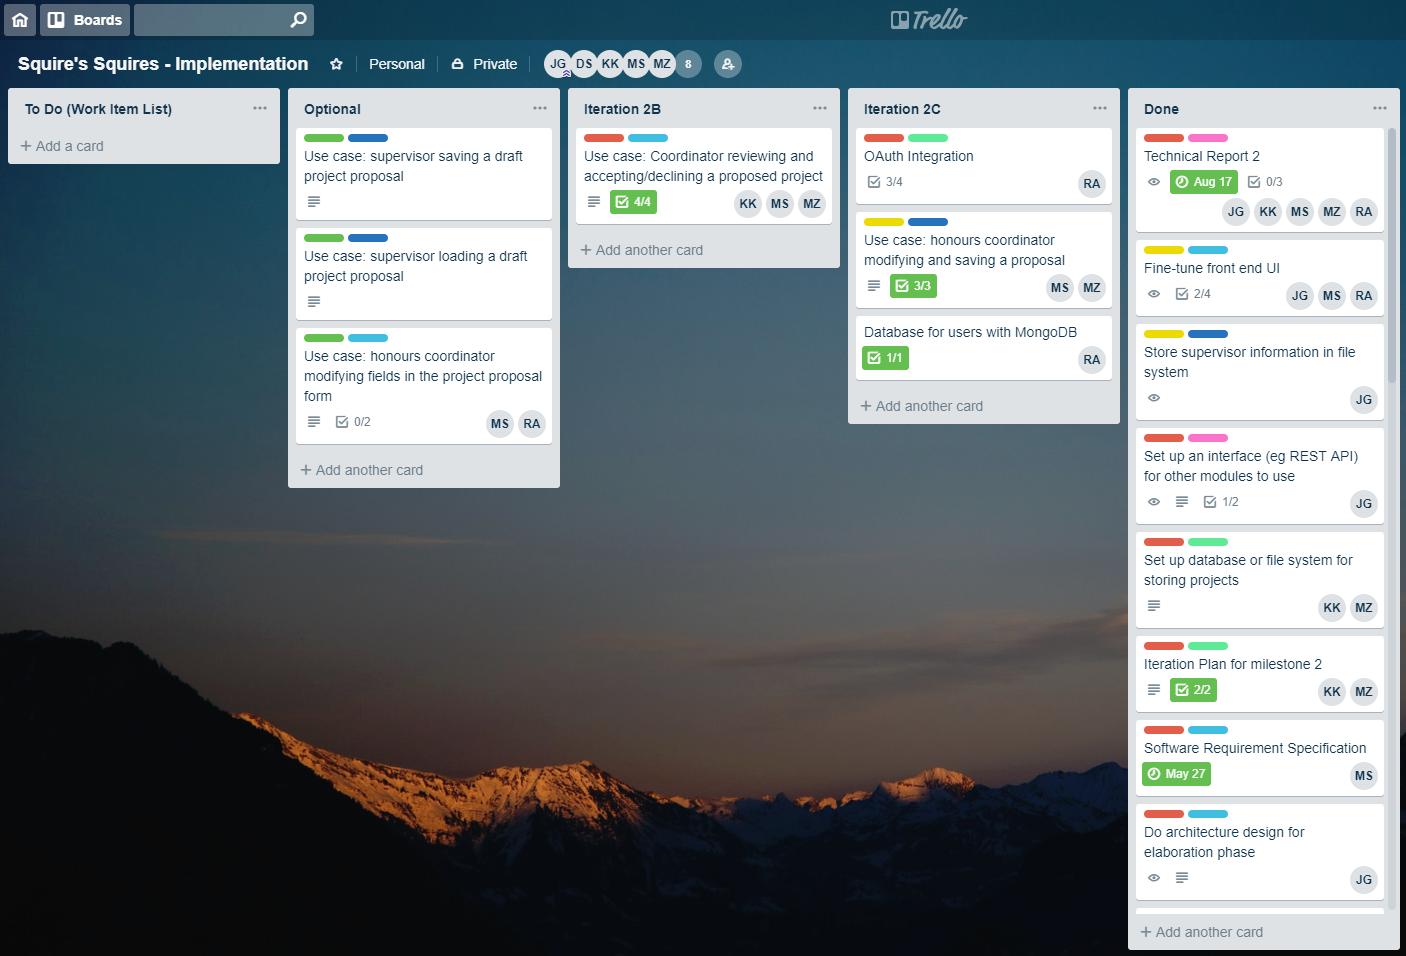 Boards
Trello
Squire's Squires - Implementation
Personal
Private
JG DS KK MS MZ 8
To Do (Work Item List)
+ Add a card
Optional
Use case: supervisor saving a draft
project proposal
Use case: supervisor loading a draft
project proposal
Use case: honours coordinator
modifying fields in the project proposal
form
0/2
MS RA
+ Add another card
Iteration 2B
Use case: Coordinator reviewing and
accepting/declining a proposed project
4/4
KK MS MZ
+ Add another card
Iteration 2C
OAuth Integration
3/4
RA
Use case: honours coordinator
modifying and saving a proposal
3/3
MS MZ
Database for users with MongoDB
1/1
RA
+ Add another card
Done
Technical Report 2
Aug 17 0/3
JG KK MS MZ RA
Fine-tune front end UI
2/4
JG MS RA
Store supervisor information in file
system
JG
Set up an interface (eg REST API)
for other modules to use
1/2
JG
Set up database or file system for
storing projects
KK MZ
Iteration Plan for milestone 2
2/2
KK MZ
Software Requirement Specification
May 27
MS
Do architecture design for
elaboration phase
JG
+ Add another card